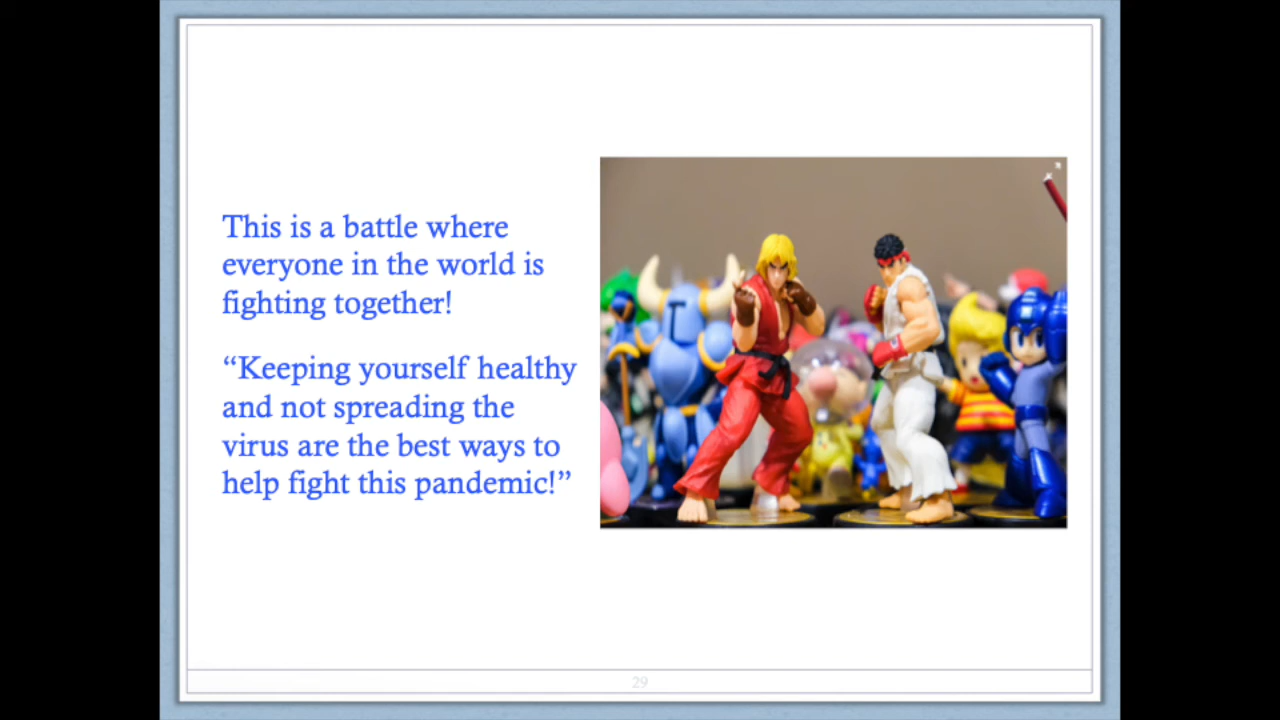 This is a battle where
everyone in the world is
fighting together!
“Keeping yourself healthy
and not spreading the
virus are the best ways to
help fight this pandemic!”
29